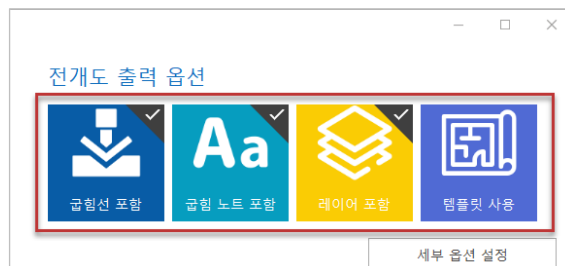 전개도 출력 옵션
Aa
굽힘선 포함
굽힘 노트 포함
레이어 포함
템플릿 사용
세부 옵션 설정